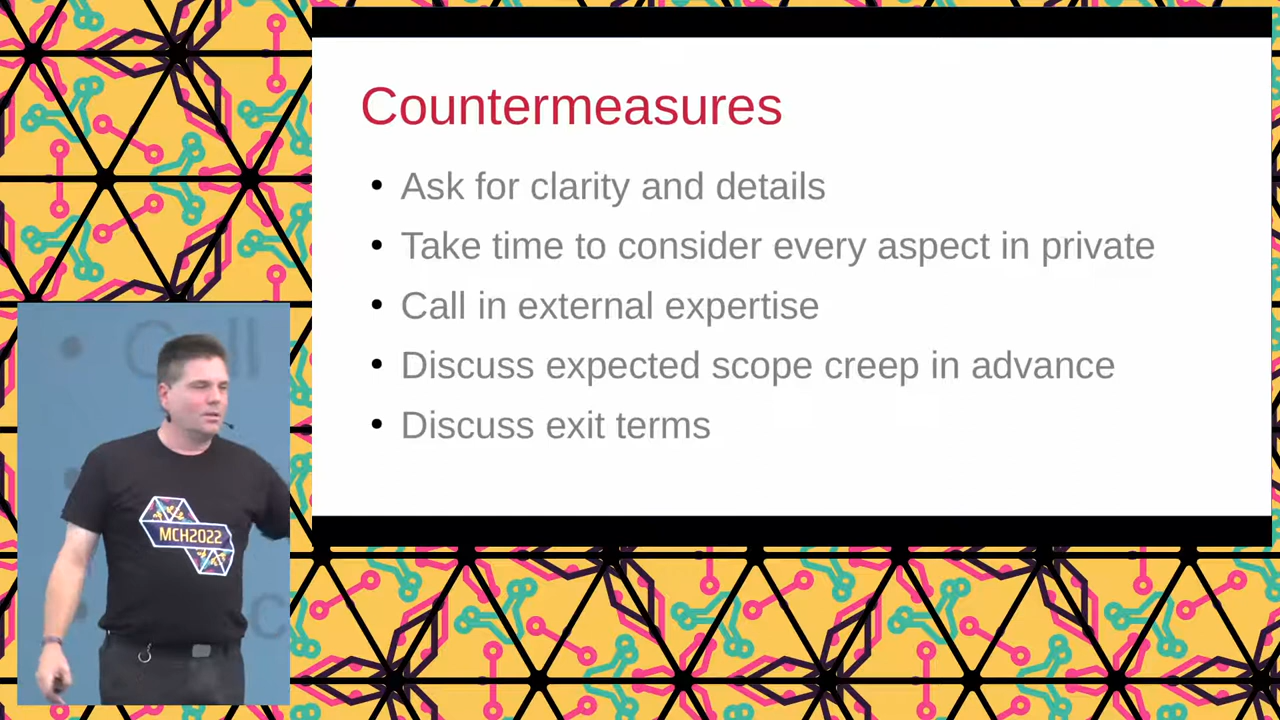 Countermeasures
• Ask for clarity and details
• Take time to consider every aspect in private
• Call in external expertise
• Discuss expected scope creep in advance
• Discuss exit terms
Call
MCH2022